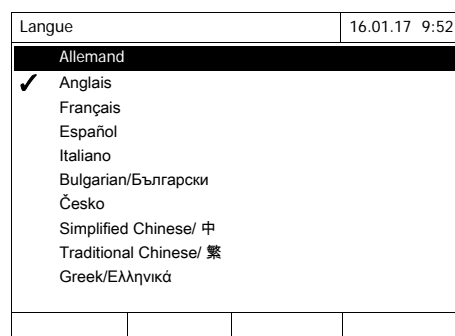 Langue 16.01.17 9:52
Allemand
✓ Anglais
Français
Español
Italiano
Bulgarian/Български
Česko
Simplified Chinese/ 中
Traditional Chinese/ 繁
Greek/Ελληνικά